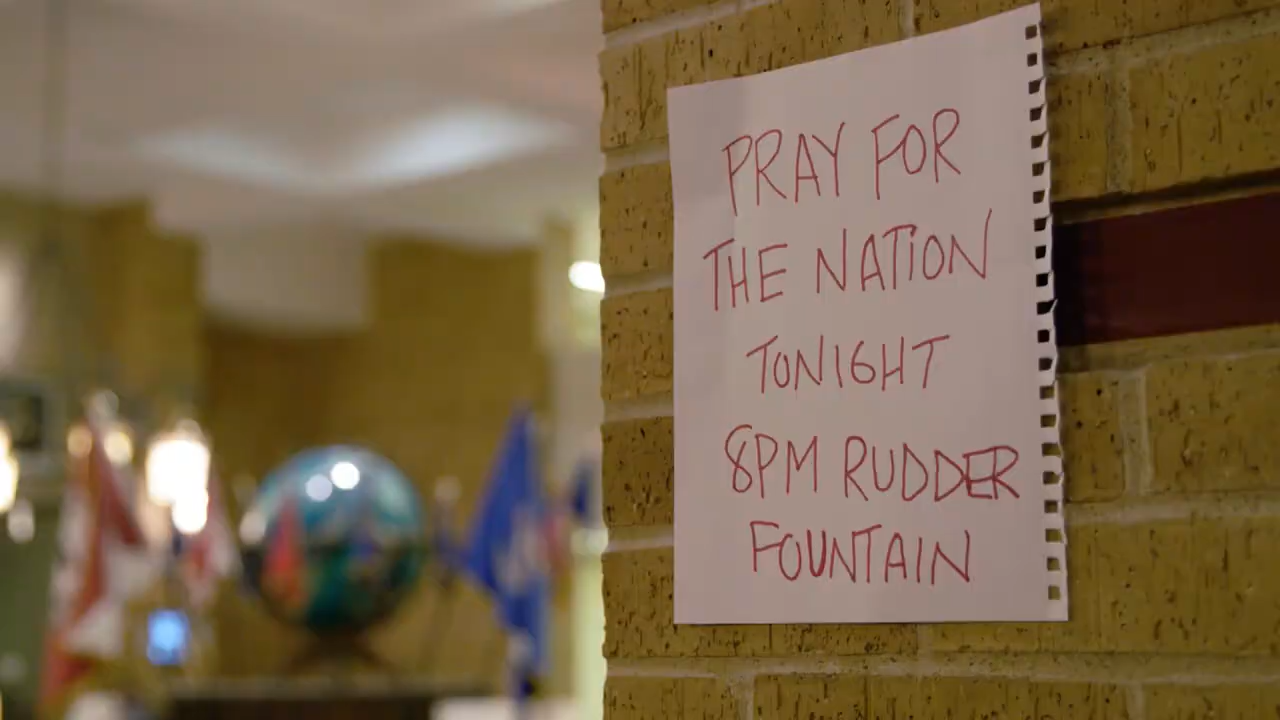 PRAY FOR
THE NATION
TONIGHT
8PM RUDDER
FOUNTAIN